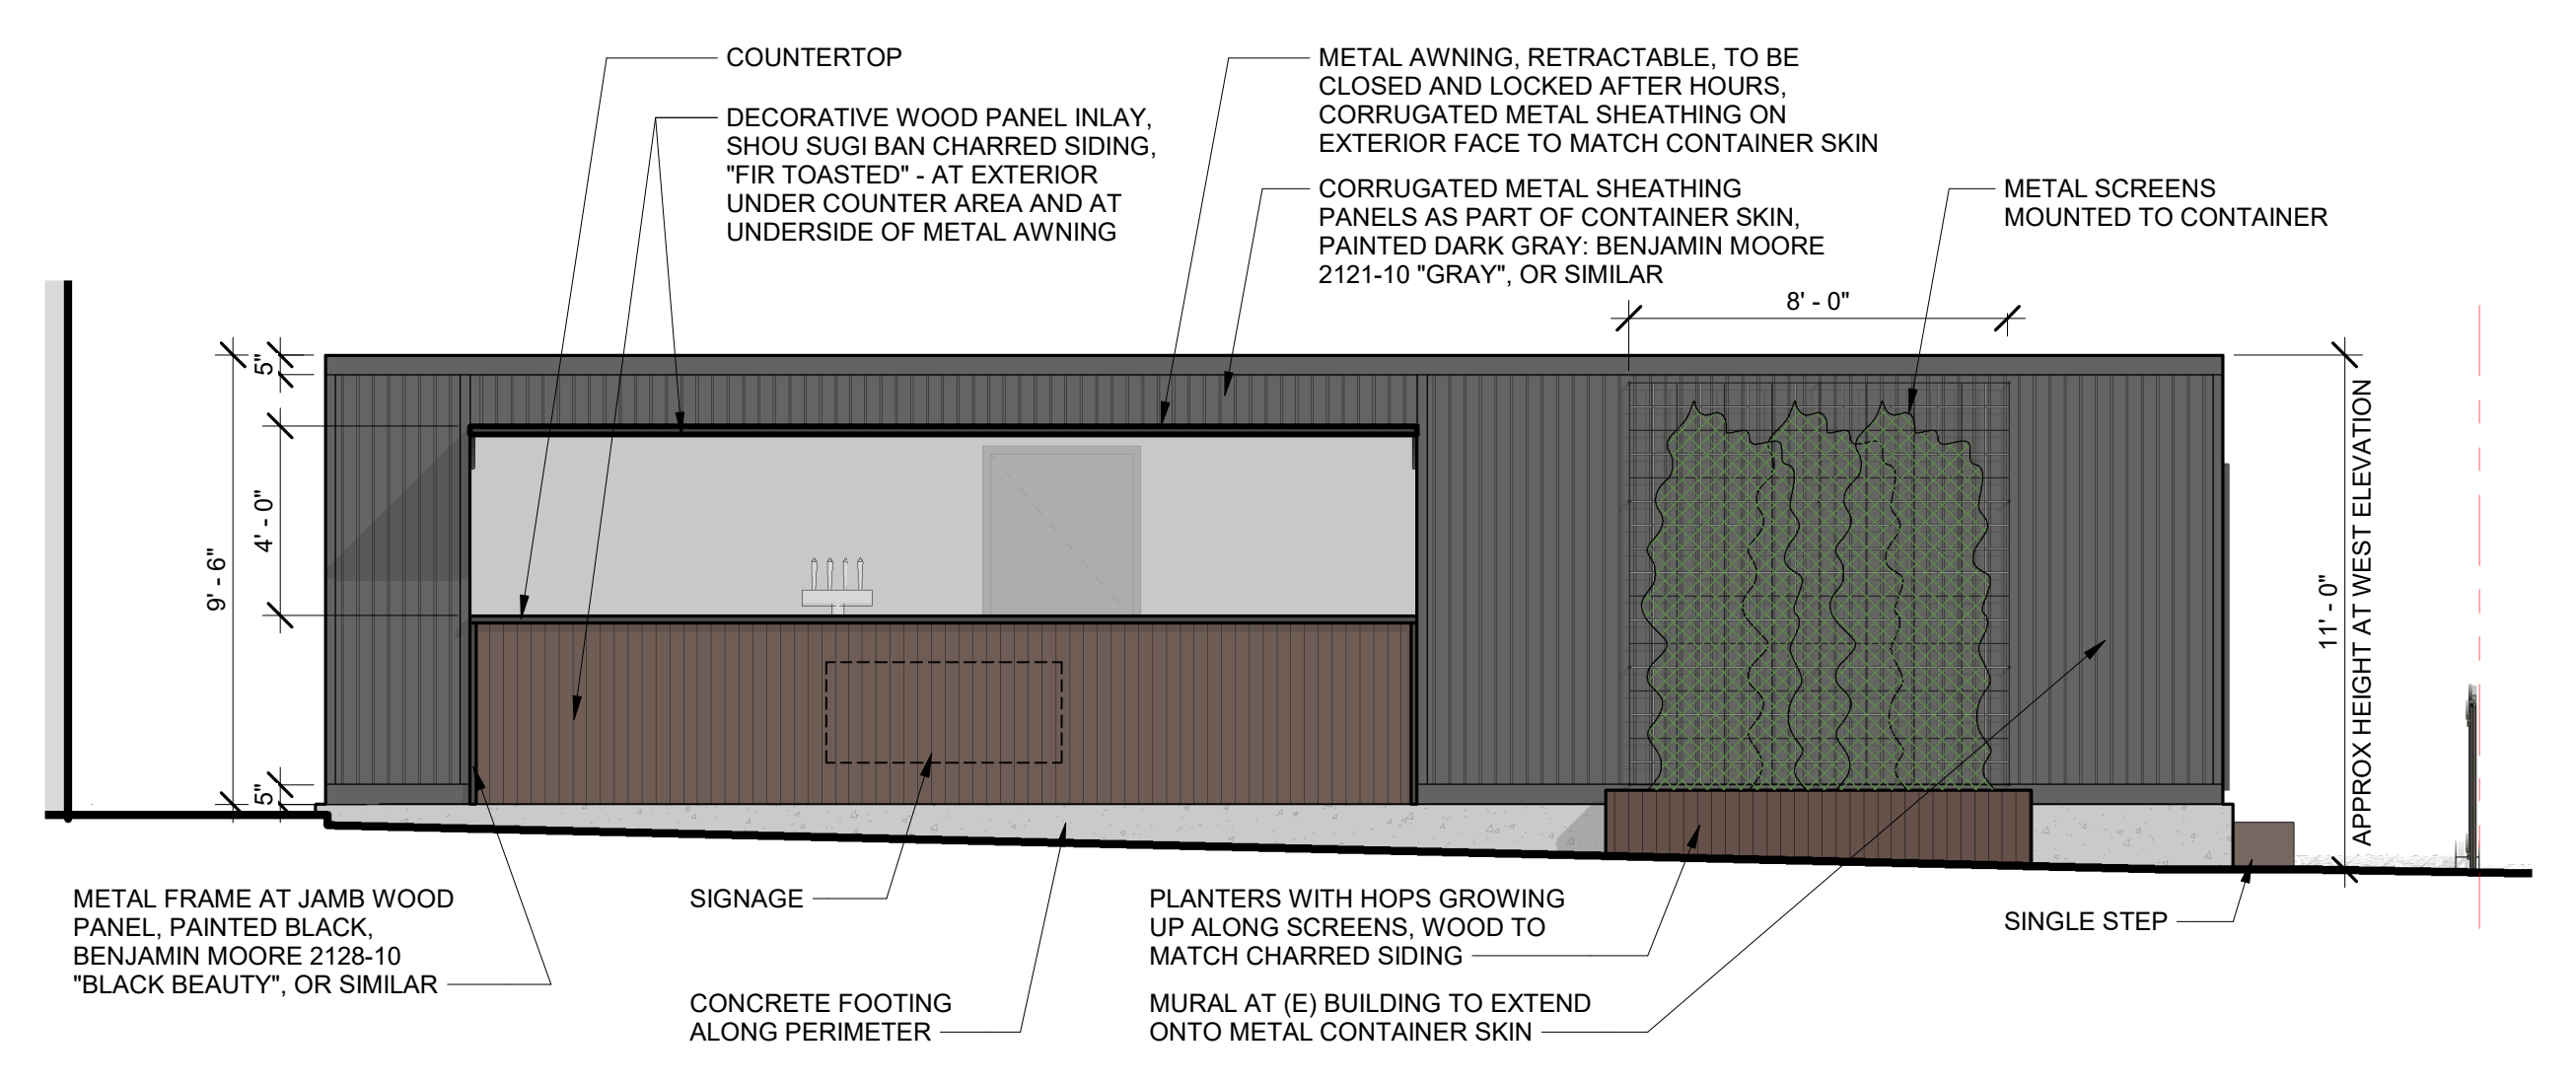 COUNTERTOP
DECORATIVE WOOD PANEL INLAY,
SHOU SUGI BAN CHARRED SIDING,
"FIR TOASTED" - AT EXTERIOR
UNDER COUNTER AREA AND AT
UNDERSIDE OF METAL AWNING
METAL AWNING, RETRACTABLE, TO BE
CLOSED AND LOCKED AFTER HOURS,
CORRUGATED METAL SHEATHING ON
EXTERIOR FACE TO MATCH CONTAINER SKIN
CORRUGATED METAL SHEATHING
PANELS AS PART OF CONTAINER SKIN,
PAINTED DARK GRAY: BENJAMIN MOORE
2121-10 "GRAY", OR SIMILAR
METAL SCREENS
MOUNTED TO CONTAINER
8' - 0"
5"
4' - 0"
9' - 6"
5"
11' - 0"
APPROX HEIGHT AT WEST ELEVATION
METAL FRAME AT JAMB WOOD
PANEL, PAINTED BLACK,
BENJAMIN MOORE 2128-10
"BLACK BEAUTY", OR SIMILAR
SIGNAGE
CONCRETE FOOTING
ALONG PERIMETER
PLANTERS WITH HOPS GROWING
UP ALONG SCREENS, WOOD TO
MATCH CHARRED SIDING
MURAL AT (E) BUILDING TO EXTEND
ONTO METAL CONTAINER SKIN
SINGLE STEP